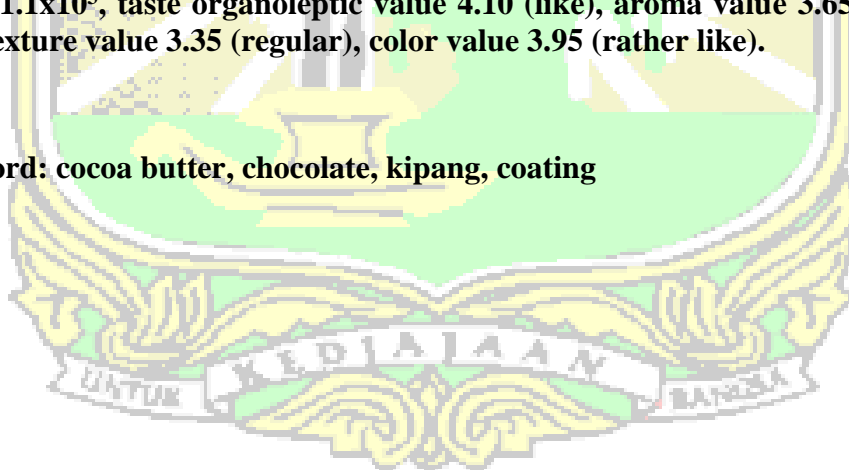 1.1x10⁵, taste organoleptic value 4.10 (like), aroma value 3.65
exture value 3.35 (regular), color value 3.95 (rather like).
ord: cocoa butter, chocolate, kipang, coating
KEDJAJAAN
UNTUK BANGSA